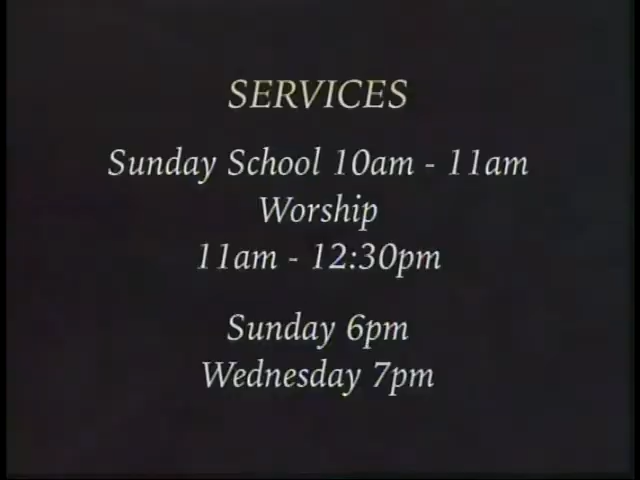 SERVICES
Sunday School 10am - 11am
Worship
11am - 12:30pm
Sunday 6pm
Wednesday 7pm